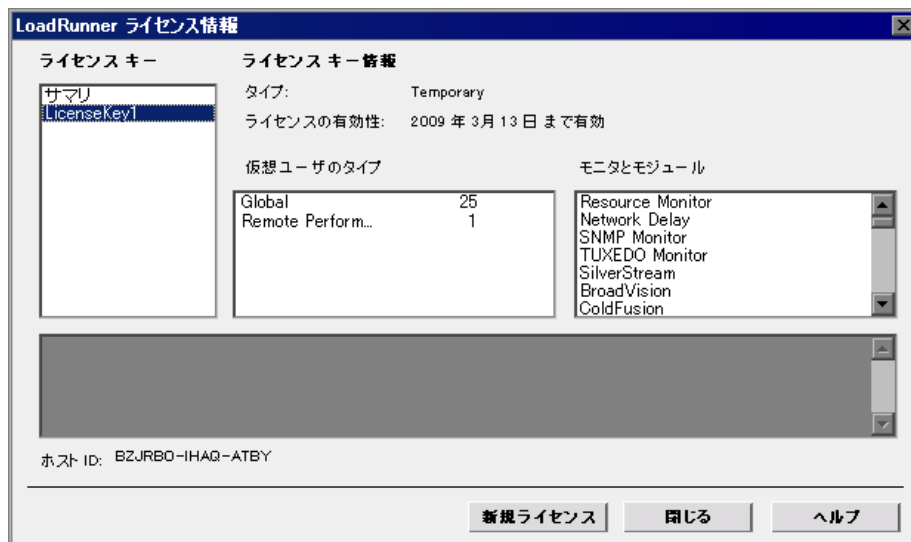 LoadRunner ライセンス情報
ライセンス キー
サマリ
LicenseKey1
ライセンス キー情報
タイプ: Temporary
ライセンスの有効性: 2009 年 3月 13 日 まで有効
仮想ユーザのタイプ
Global 25
Remote Perform... 1
モニタとモジュール
Resource Monitor
Network Delay
SNMP Monitor
TUXEDO Monitor
SilverStream
BroadVision
ColdFusion
ホスト ID: BZJRBO-IHAQ-ATBY
新規ライセンス 閉じる ヘルプ